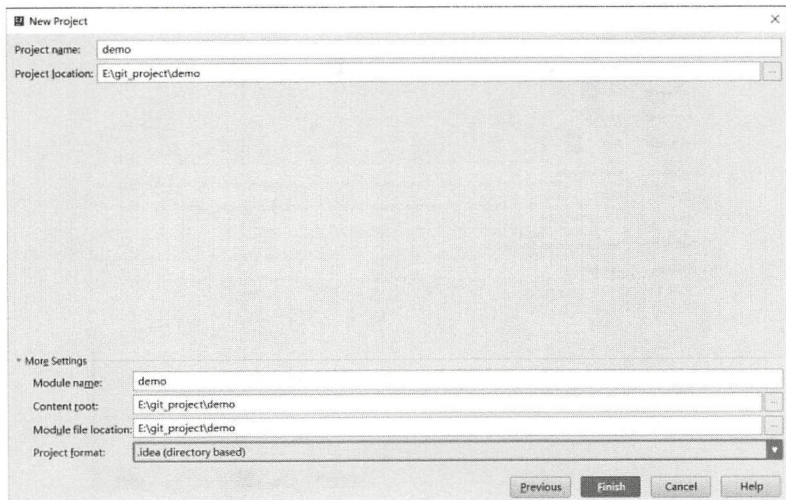 New Project
Project name: demo
Project location: E:\git_project\demo
More Settings
Module name: demo
Content root: E:\git_project\demo
Module file location: E:\git_project\demo
Project format: .idea (directory based)
Previous Finish Cancel Help